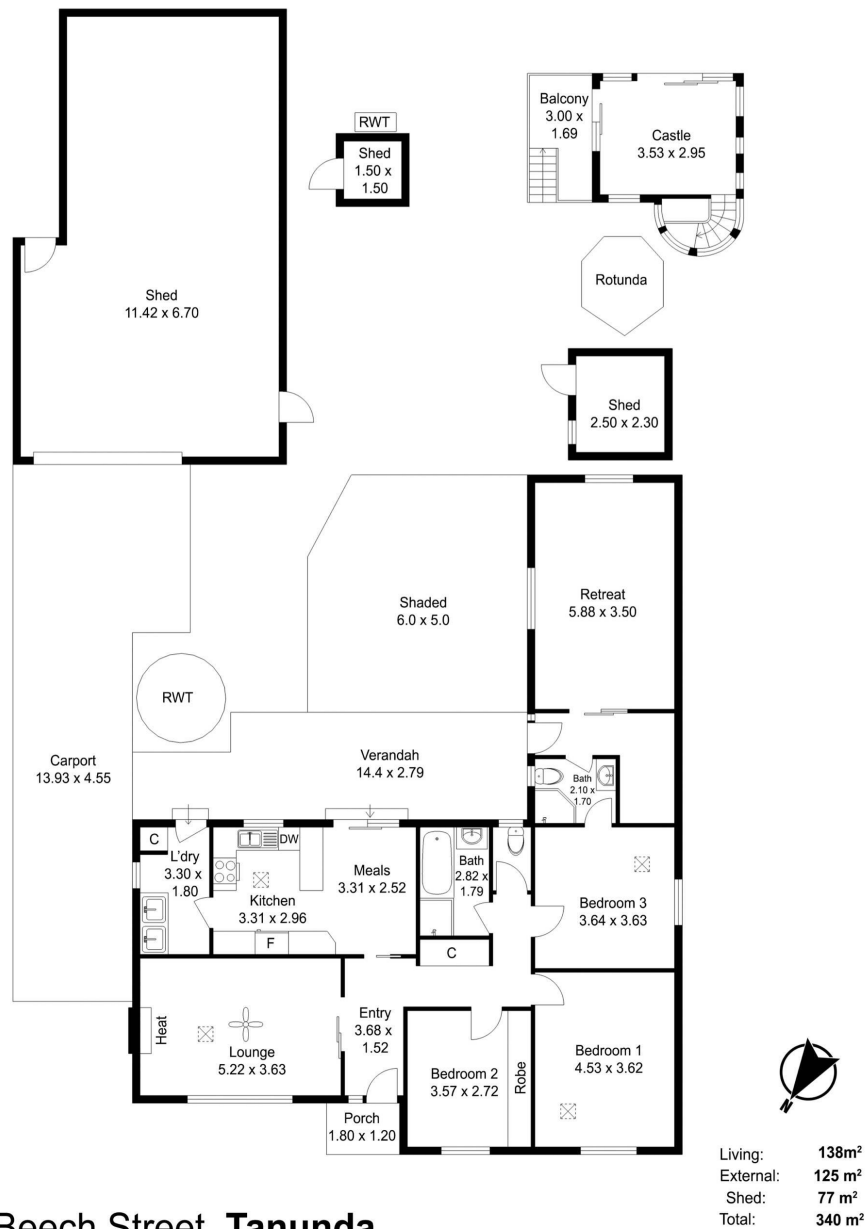 RWT
Shed
1.50 x
1.50
Balcony
3.00 x
1.69
Castle
3.53 x 2.95
Shed
11.42 x 6.70
Rotunda
Shed
2.50 x 2.30
Retreat
5.88 x 3.50
Shaded
6.0 x 5.0
RWT
Carport
13.93 x 4.55
Verandah
14.4 x 2.79
Bath
2.10 x
1.70
C
L'dry
3.30 x
1.80
DW
Kitchen
3.31 x 2.96
F
Meals
3.31 x 2.52
Bath
2.82 x
1.79
C
Bedroom 3
3.64 x 3.63
Heat
Lounge
5.22 x 3.63
Entry
3.68 x
1.52
Bedroom 2
3.57 x 2.72
Robe
Bedroom 1
4.53 x 3.62
Porch
1.80 x 1.20
N
Living: 138m²
External: 125 m²
Shed: 77 m²
Total: 340 m²
Beech Street, Tanunda